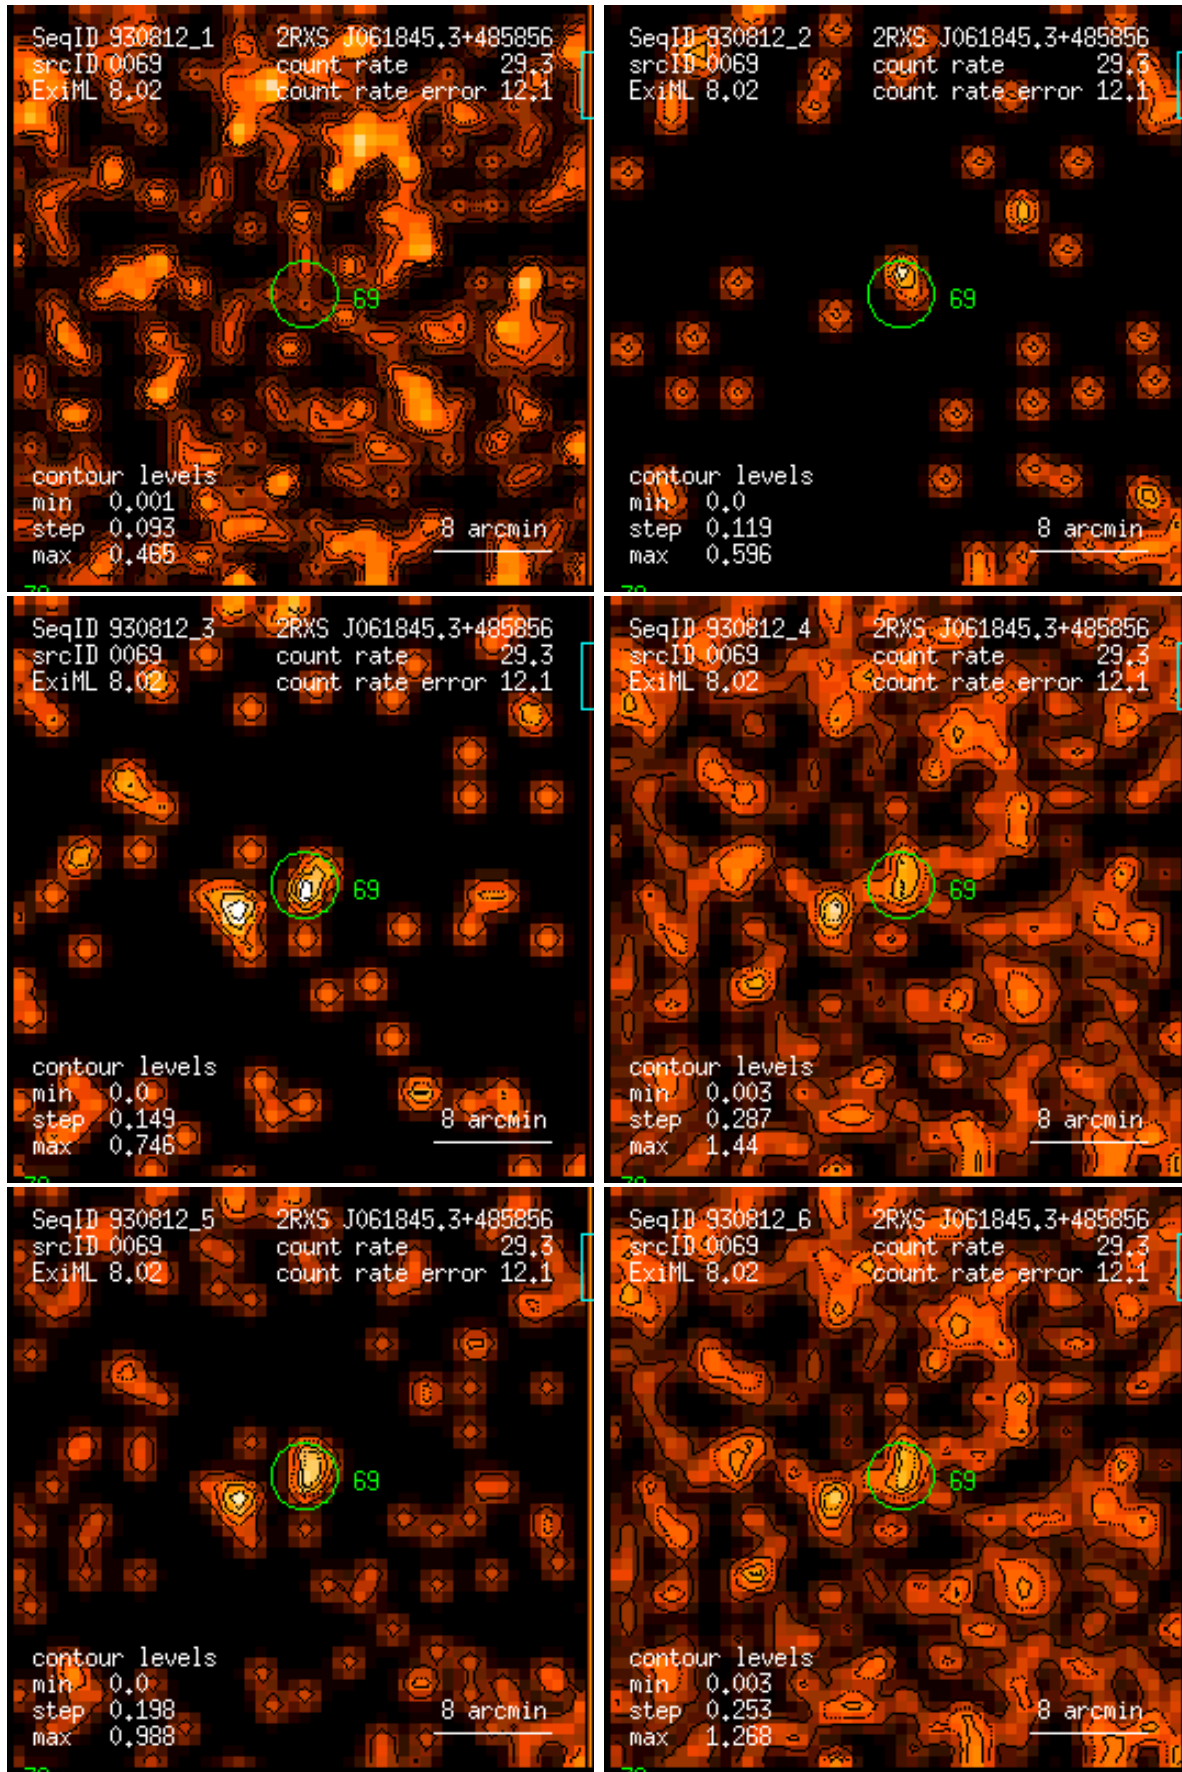 SeqID 930812_1 2RXS J061845.3+485856
srcID 0069 count rate 29.3
ExiML 8.02 count rate error 12.1
69
contour levels
min 0.001
step 0.093 8 arcmin
max 0.465
SeqID 930812_2 2RXS J061845.3+485856
srcID 0069 count rate 29.3
ExiML 8.02 count rate error 12.1
69
contour levels
min 0.0
step 0.119 8 arcmin
max 0.596
SeqID 930812_3 2RXS J061845.3+485856
srcID 0069 count rate 29.3
ExiML 8.02 count rate error 12.1
69
contour levels
min 0.0
step 0.149 8 arcmin
max 0.746
SeqID 930812_4 2RXS J061845.3+485856
srcID 0069 count rate 29.3
ExiML 8.02 count rate error 12.1
69
contour levels
min 0.003
step 0.287 8 arcmin
max 1.44
SeqID 930812_5 2RXS J061845.3+485856
srcID 0069 count rate 29.3
ExiML 8.02 count rate error 12.1
69
contour levels
min 0.0
step 0.198 8 arcmin
max 0.988
SeqID 930812_6 2RXS J061845.3+485856
srcID 0069 count rate 29.3
ExiML 8.02 count rate error 12.1
69
contour levels
min 0.003
step 0.253 8 arcmin
max 1.268